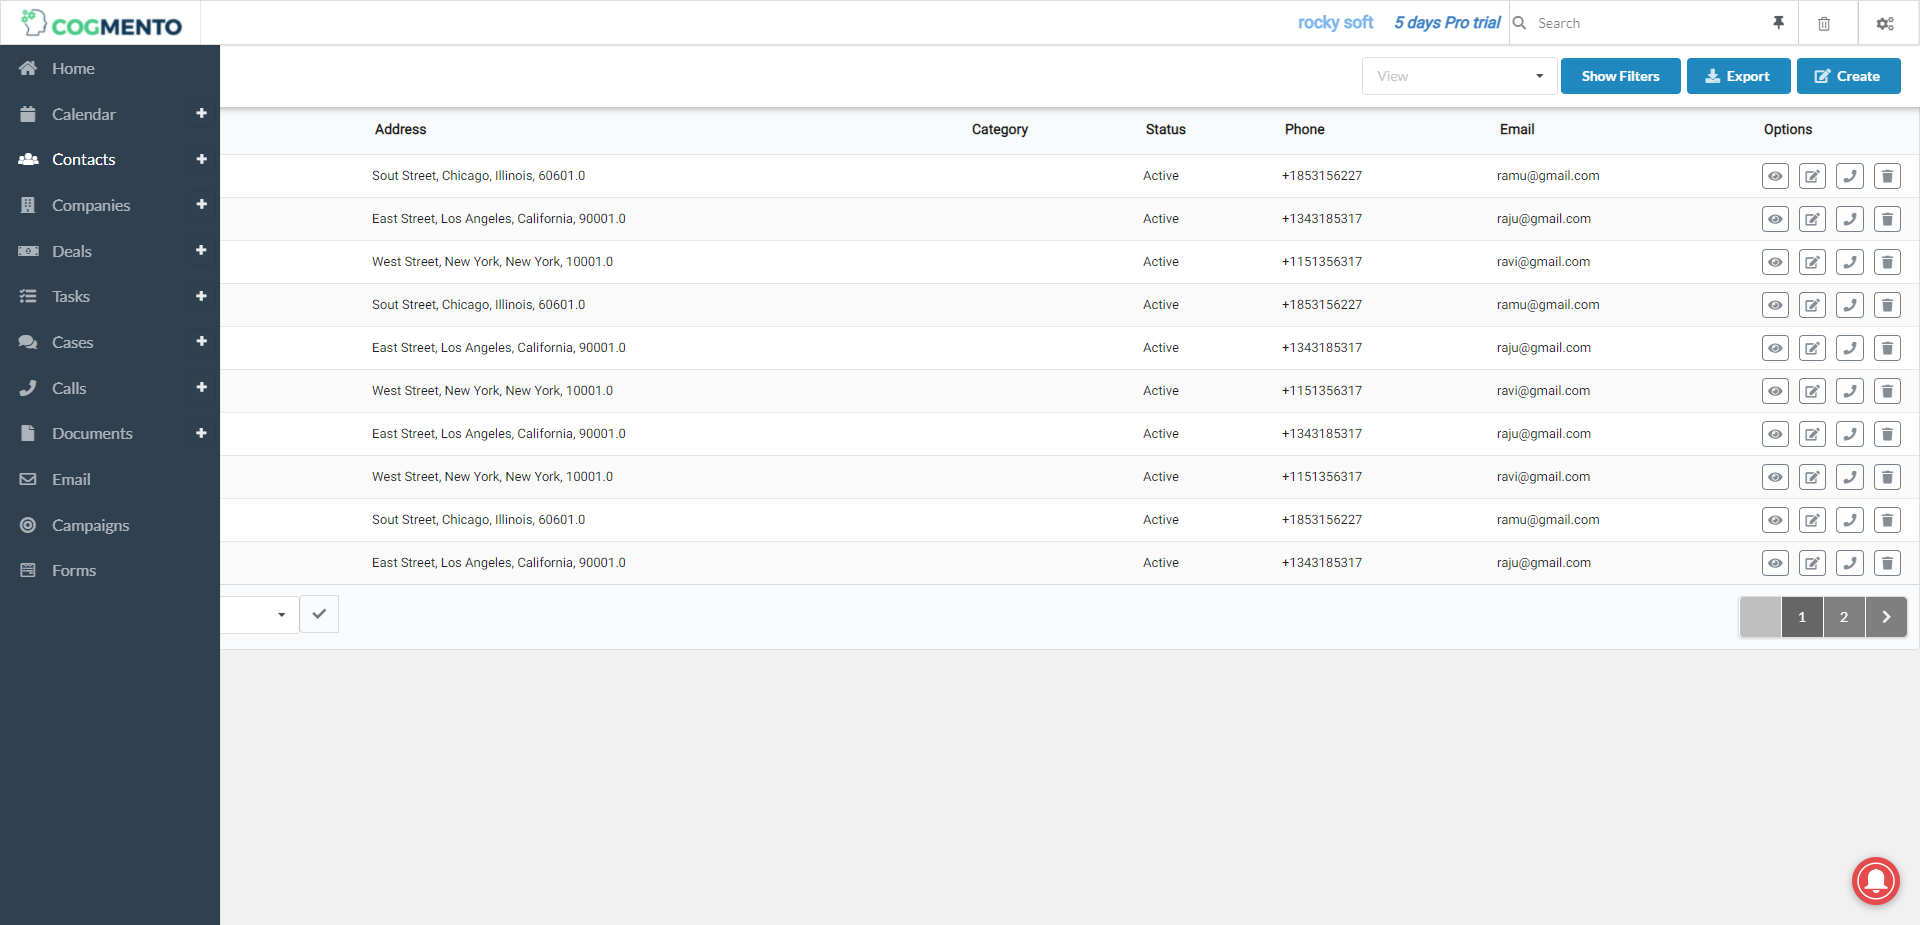 COGMENTO
rocky soft 5 days Pro trial Search
Home
Calendar
Contacts
Companies
Deals
Tasks
Cases
Calls
Documents
Email
Campaigns
Forms
View Show Filters Export Create
Address Category Status Phone Email Options
Sout Street, Chicago, Illinois, 60601.0 Active +1853156227 ramu@gmail.com
East Street, Los Angeles, California, 90001.0 Active +1343185317 raju@gmail.com
West Street, New York, New York, 10001.0 Active +1151356317 ravi@gmail.com
Sout Street, Chicago, Illinois, 60601.0 Active +1853156227 ramu@gmail.com
East Street, Los Angeles, California, 90001.0 Active +1343185317 raju@gmail.com
West Street, New York, New York, 10001.0 Active +1151356317 ravi@gmail.com
East Street, Los Angeles, California, 90001.0 Active +1343185317 raju@gmail.com
West Street, New York, New York, 10001.0 Active +1151356317 ravi@gmail.com
Sout Street, Chicago, Illinois, 60601.0 Active +1853156227 ramu@gmail.com
East Street, Los Angeles, California, 90001.0 Active +1343185317 raju@gmail.com
1 2